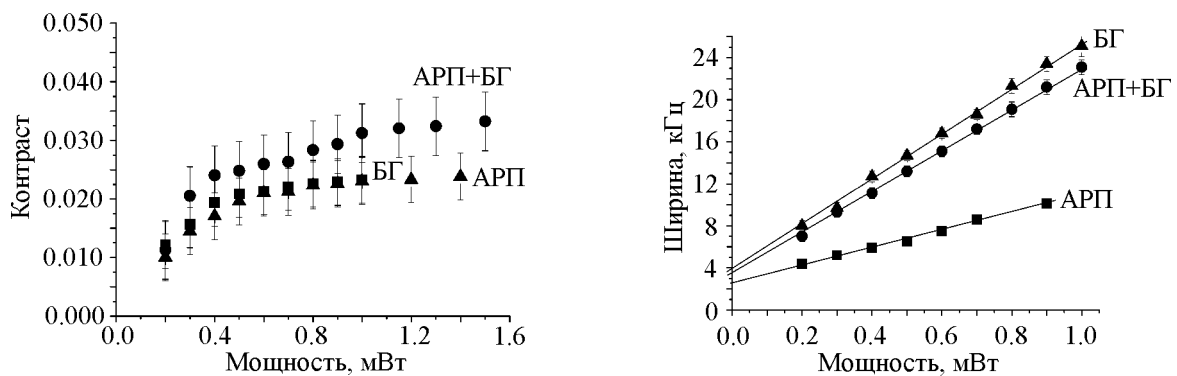 0.050
0.040
0.030
0.020
0.010
0.000
Контраст
АРП+БГ
БГ
АРП
0.0 0.4 0.8 1.2 1.6
Мощность, мВт
24
20
16
12
8
4
0
Ширина, кГц
БГ
АРП+БГ
АРП
0.0 0.2 0.4 0.6 0.8 1.0
Мощность, мВт